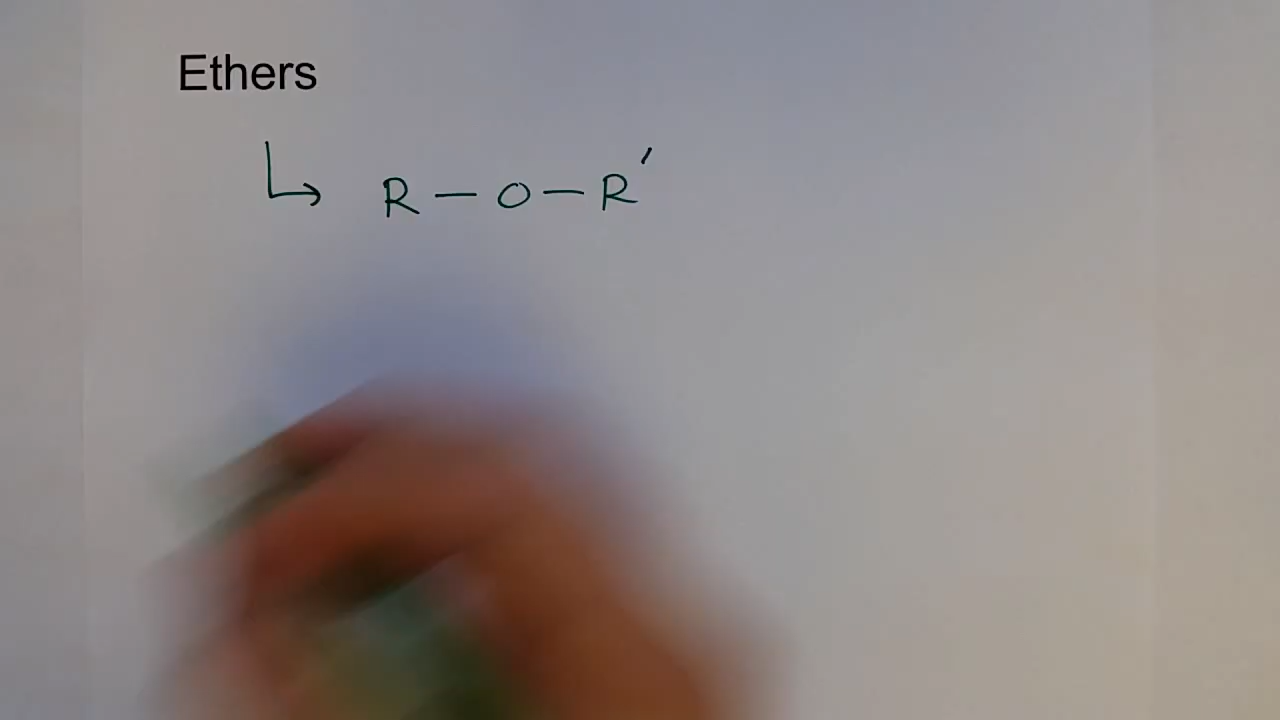 Ethers
R — O — R'